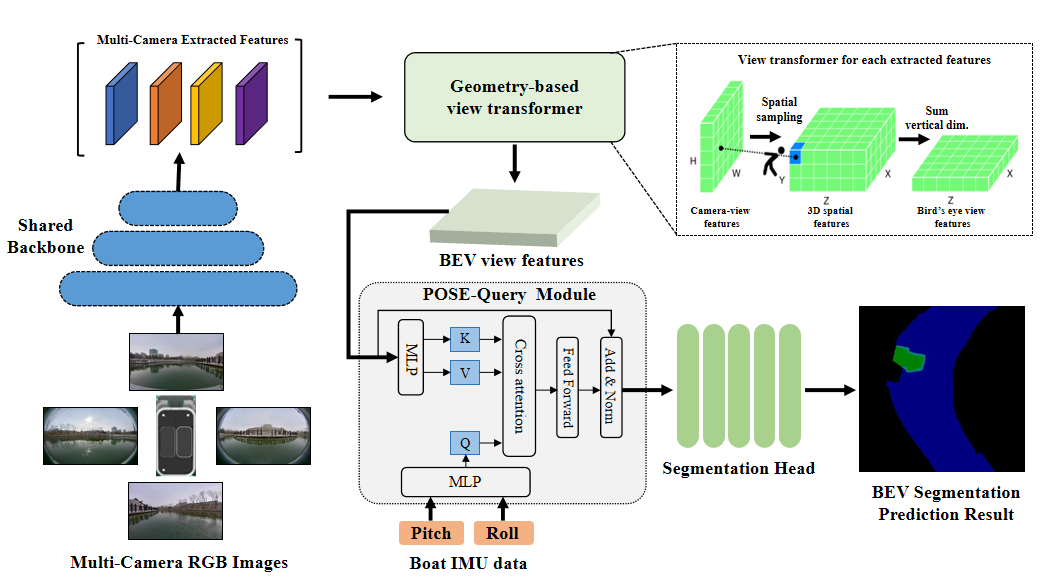 Multi-Camera Extracted Features
Geometry-based
view transformer
View transformer for each extracted features
Spatial
sampling
Sum
vertical dim.
H
W
Y
X
Z
X
Z
Camera-view
features
3D spatial
features
Bird's eye view
features
Shared
Backbone
BEV view features
POSE-Query Module
MLP
K
V
Q
Cross attention
Feed Forward
Add & Norm
MLP
Pitch
Roll
Boat IMU data
Segmentation Head
BEV Segmentation
Prediction Result
Multi-Camera RGB Images